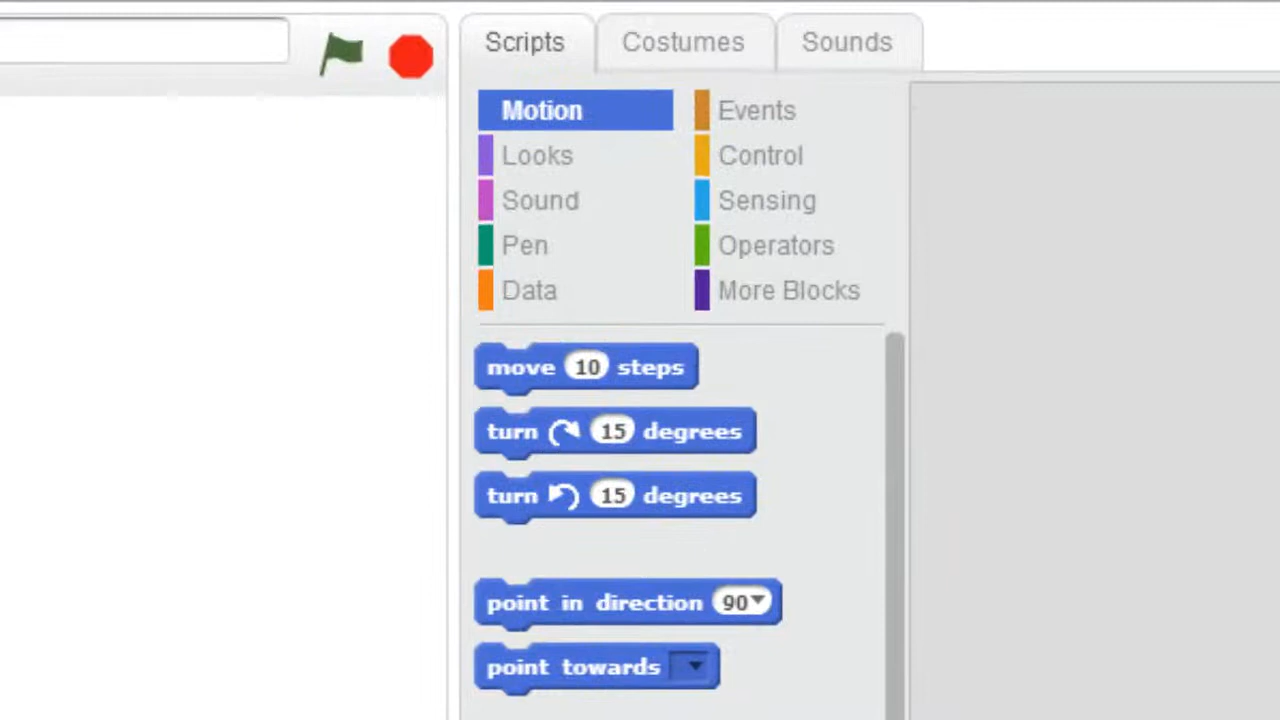 Scripts Costumes Sounds
Motion Events
Looks Control
Sound Sensing
Pen Operators
Data More Blocks
move 10 steps
turn 15 degrees
turn 15 degrees
point in direction 90
point towards